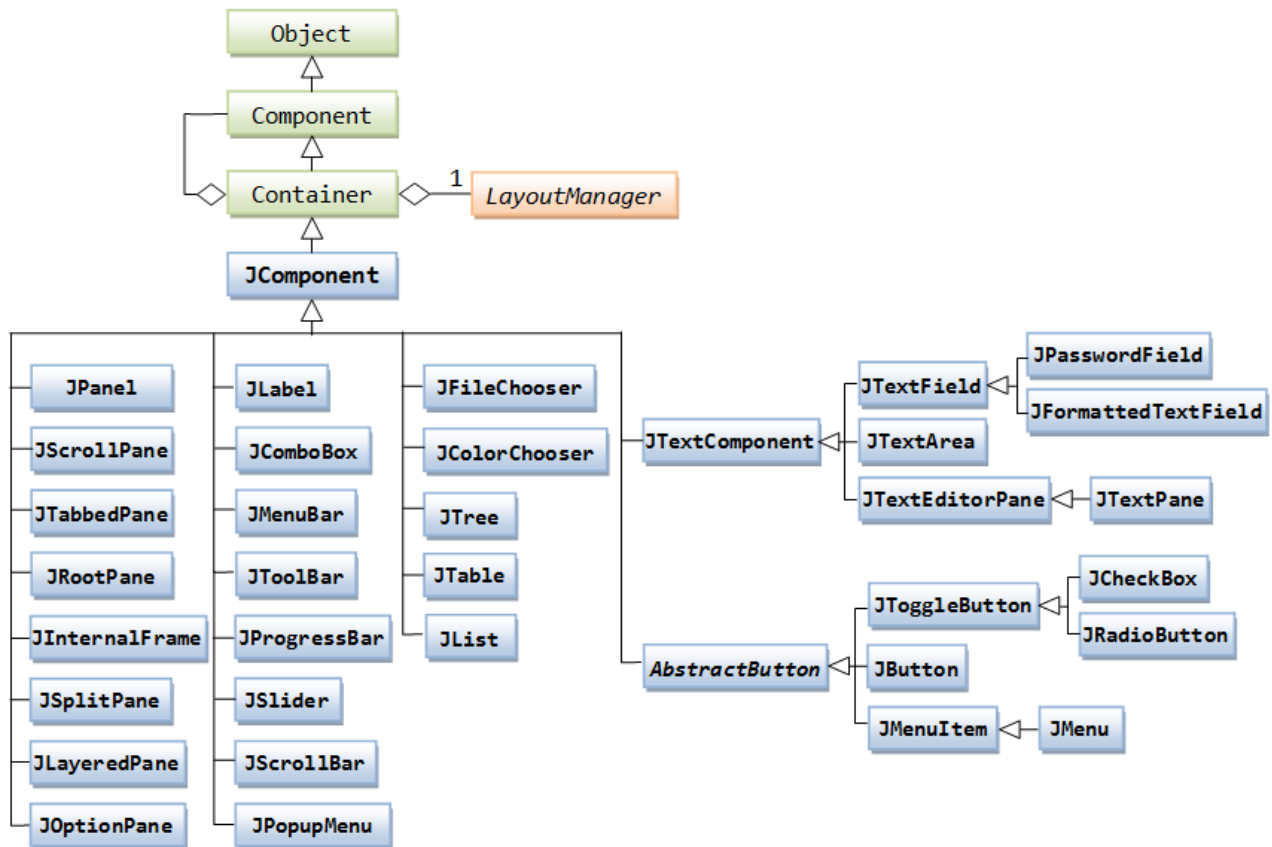 Object
Component
Container
1
LayoutManager
JComponent
JPanel
JScrollPane
JTabbedPane
JRootPane
JInternalFrame
JSplitPane
JLayeredPane
JOptionPane
JLabel
JComboBox
JMenuBar
JToolBar
JProgressBar
JSlider
JScrollBar
JPopupMenu
JFileChooser
JColorChooser
JTree
JTable
JList
JTextComponent
JTextField
JPasswordField
JFormattedTextField
JTextArea
JTextEditorPane
JTextPane
AbstractButton
JToggleButton
JCheckBox
JRadioButton
JButton
JMenuItem
JMenu